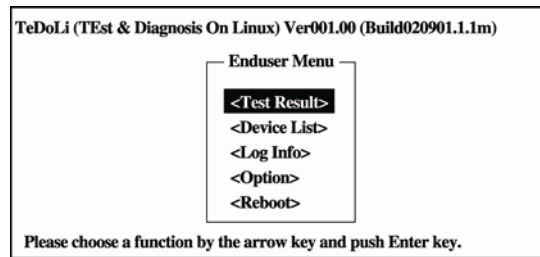 TeDoLi (TEst & Diagnosis On Linux) Ver001.00 (Build020901.1.1m)
Enduser Menu
<Test Result>
<Device List>
<Log Info>
<Option>
<Reboot>
Please choose a function by the arrow key and push Enter key.